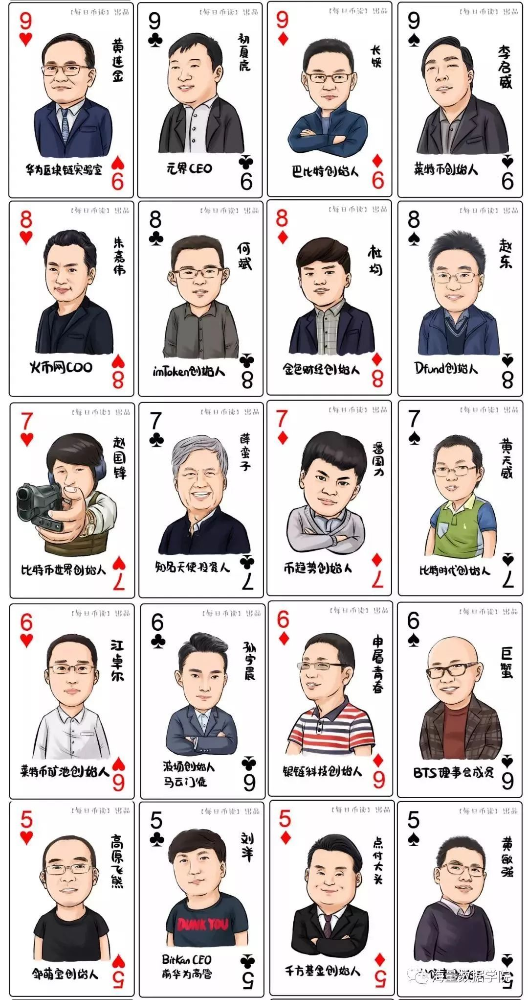 9
【每日币读】出品
黄连金
华为区块链实验室
9
9
【每日币读】出品
初夏虎
元界CEO
9
9
【每日币读】出品
长铗
巴比特创始人
9
9
【每日币读】出品
李启威
莱特币创始人
9
8
【每日币读】出品
朱嘉伟
火币网COO
8
8
【每日币读】出品
何斌
imToken创始人
8
8
【每日币读】出品
杜均
金色财经创始人
8
8
【每日币读】出品
赵东
Dfund创始人
8
7
【每日币读】出品
赵国锋
比特币世界创始人
7
7
【每日币读】出品
薛蛮子
知名天使投资人
7
7
【每日币读】出品
潘国力
币趋势创始人
7
7
【每日币读】出品
黄天威
比特时代创始人
7
6
【每日币读】出品
江卓尔
莱特币矿池创始人
6
6
【每日币读】出品
孙宇晨
波场创始人
马云门徒
6
6
【每日币读】出品
申屠青春
银链科技创始人
6
6
【每日币读】出品
巨蟹
BTS理事会成员
6
5
【每日币读】出品
高原飞熊
邻萌宝创始人
5
5
【每日币读】出品
刘洋
DUNK YOU
BitKan CEO
前华为高管
5
5
【每日币读】出品
点付大头
千方基金创始人
5
5
【每日币读】出品
黄敏强
海量数据学院
5